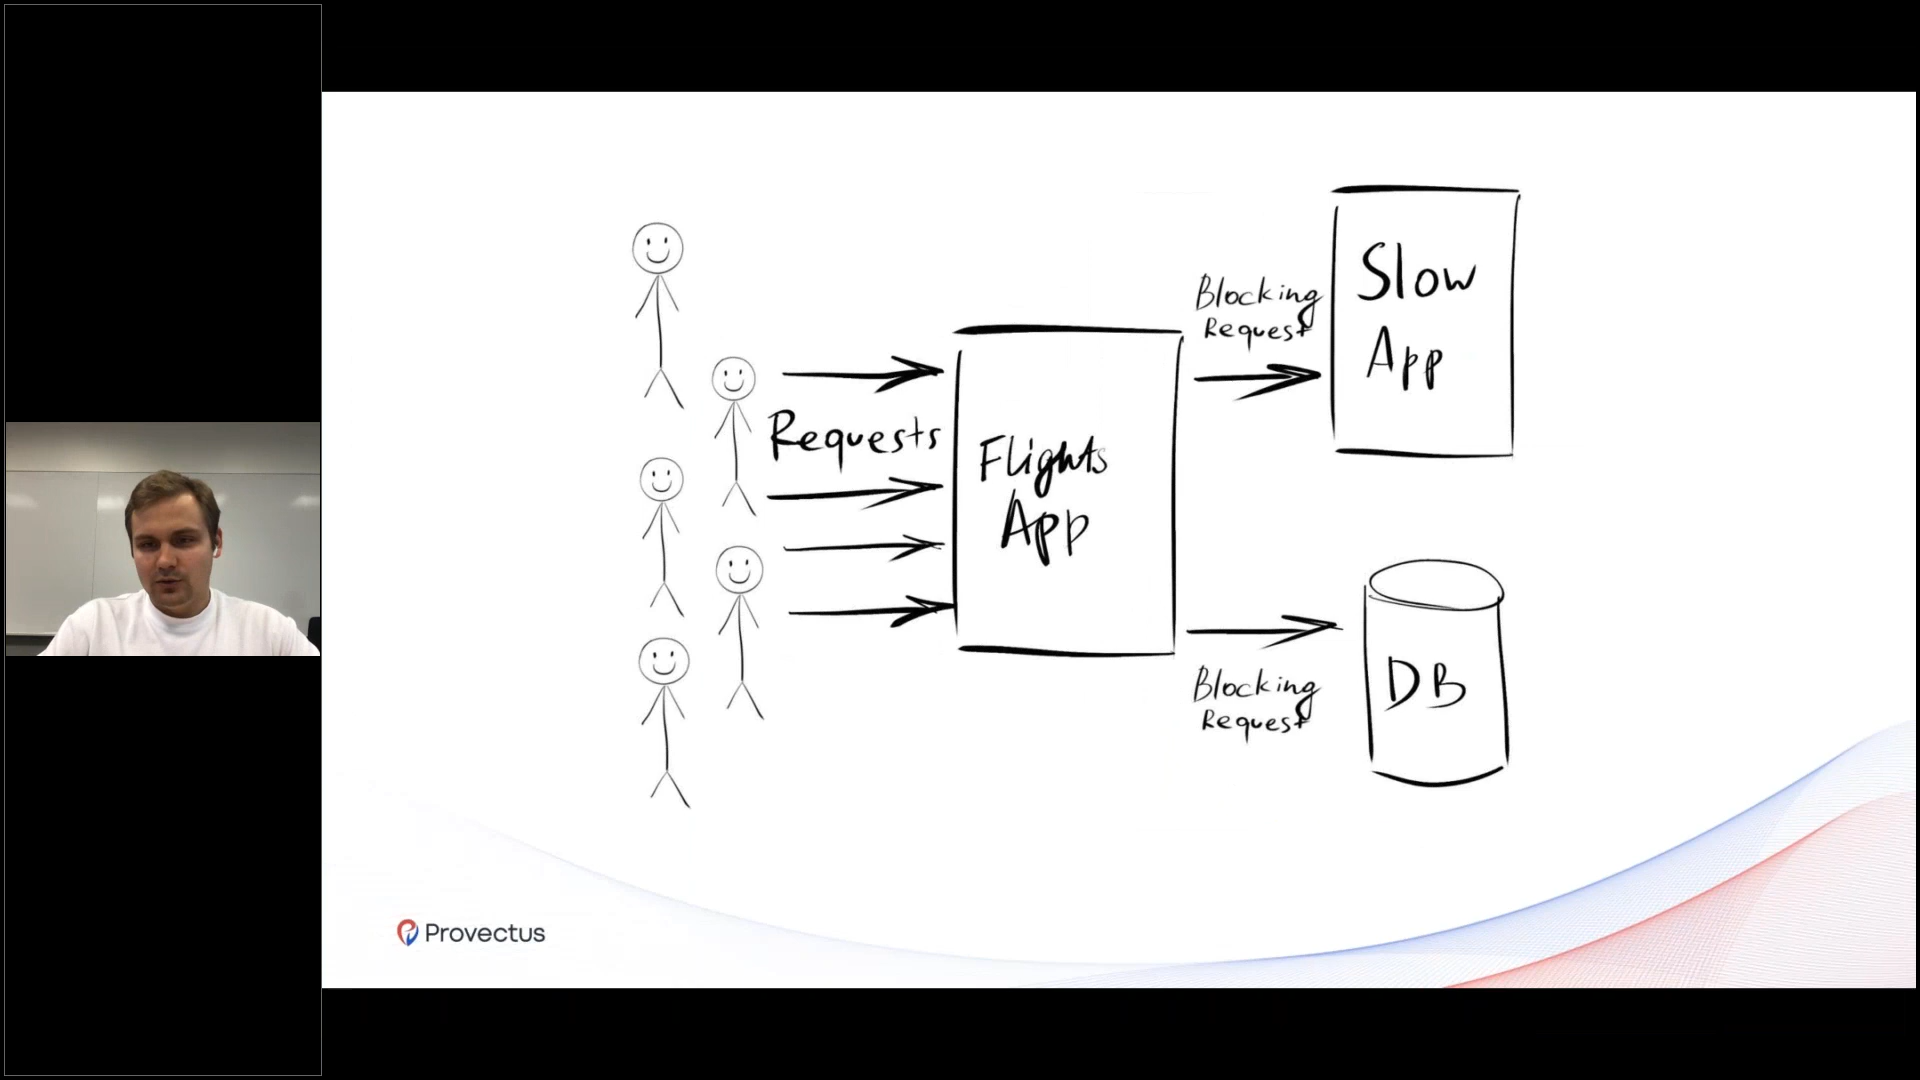 Requests
Flights
App
Blocking
Request
Slow
App
Blocking
Request
DB
Provectus